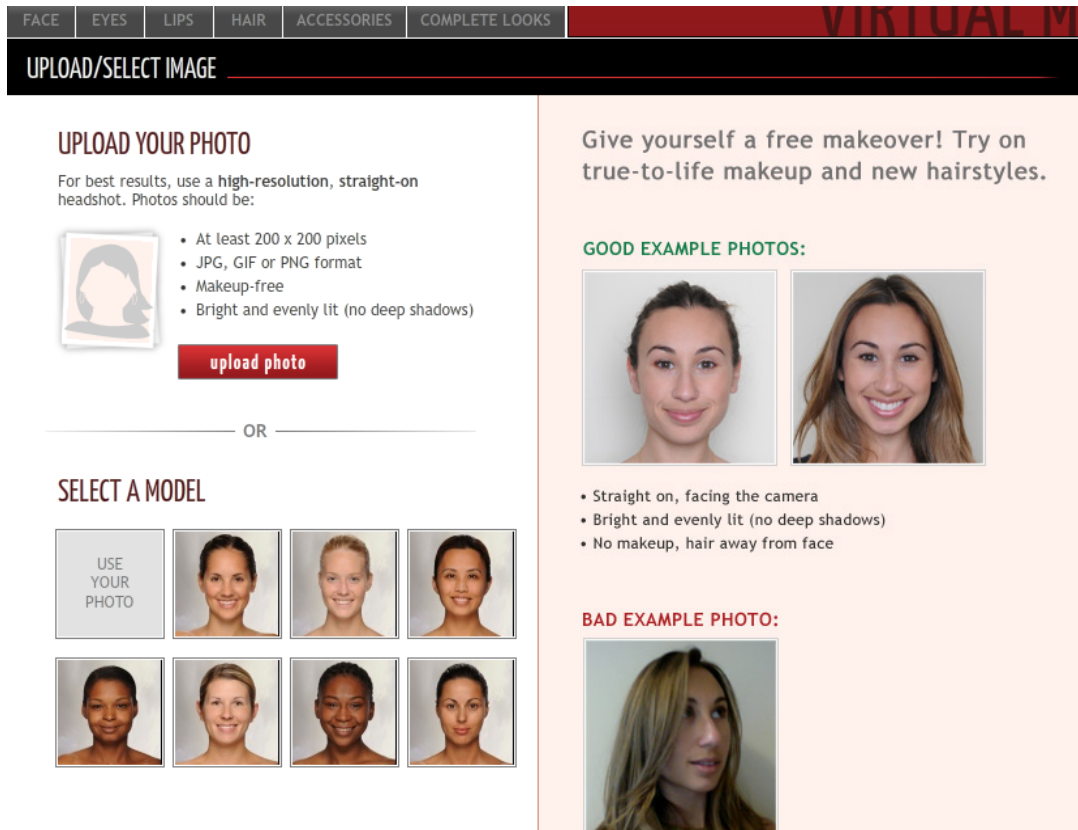 FACE EYES LIPS HAIR ACCESSORIES COMPLETE LOOKS
VIRTUAL M
UPLOAD/SELECT IMAGE
UPLOAD YOUR PHOTO
For best results, use a high-resolution, straight-on
headshot. Photos should be:
• At least 200 x 200 pixels
• JPG, GIF or PNG format
• Makeup-free
• Bright and evenly lit (no deep shadows)
upload photo
OR
SELECT A MODEL
USE
YOUR
PHOTO
Give yourself a free makeover! Try on
true-to-life makeup and new hairstyles.
GOOD EXAMPLE PHOTOS:
• Straight on, facing the camera
• Bright and evenly lit (no deep shadows)
• No makeup, hair away from face
BAD EXAMPLE PHOTO: